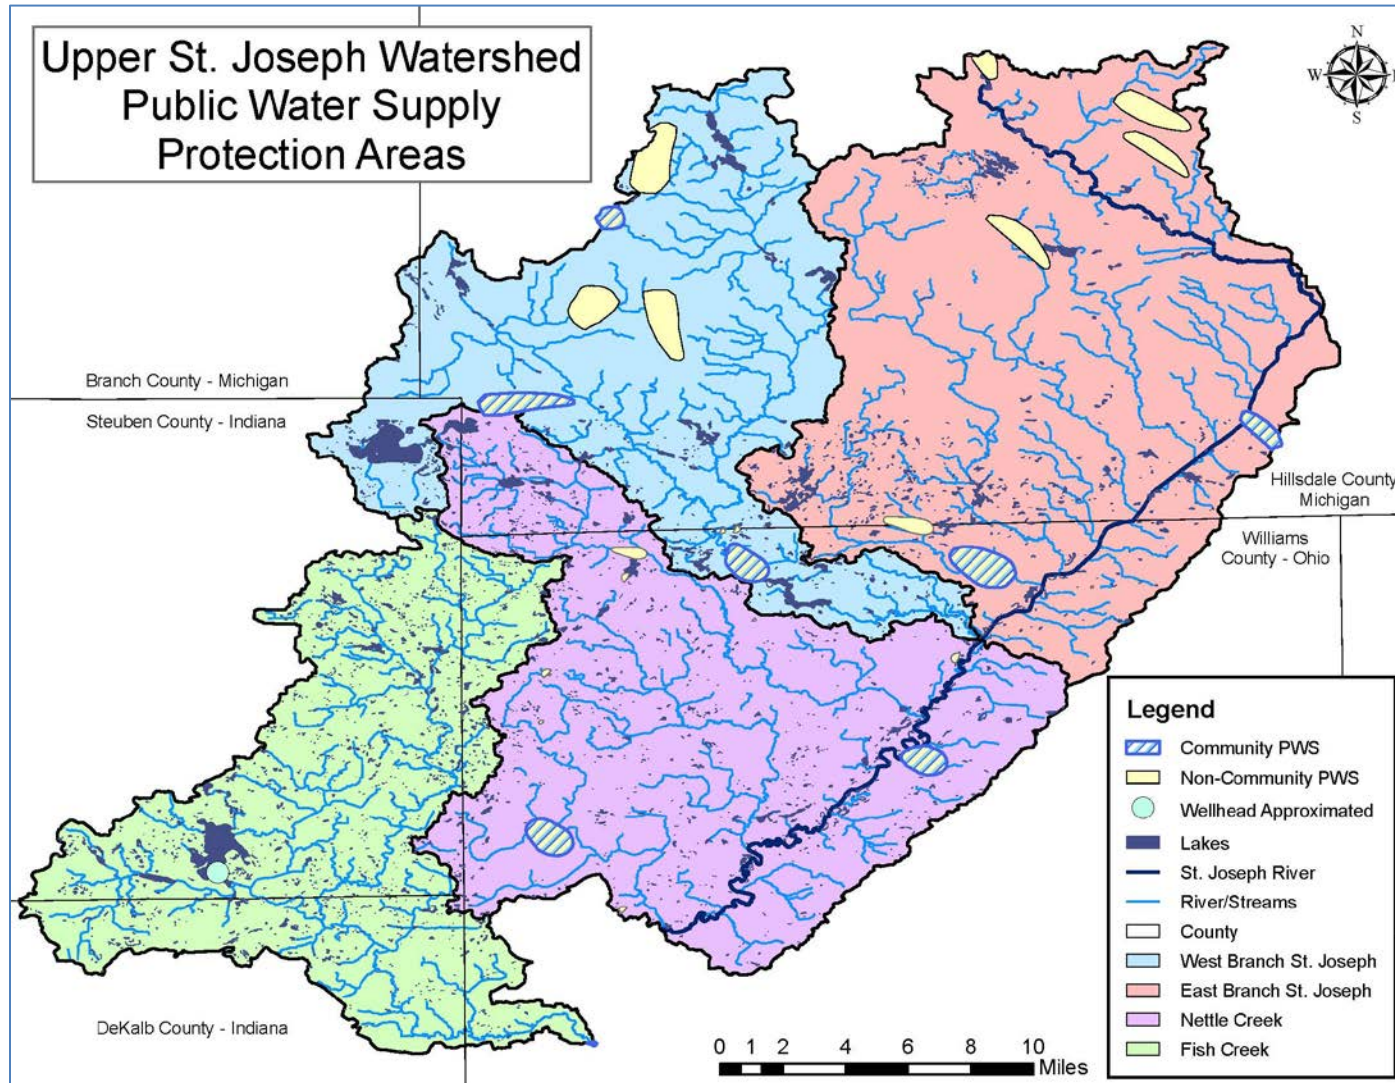 Upper St. Joseph Watershed
Public Water Supply
Protection Areas
N
W
S
Branch County - Michigan
Steuben County - Indiana
Hillsdale County
Michigan
Williams
County - Ohio
DeKalb County - Indiana
Legend
Community PWS
Non-Community PWS
Wellhead Approximated
Lakes
St. Joseph River
River/Streams
County
West Branch St. Joseph
East Branch St. Joseph
Nettle Creek
Fish Creek
0 1 2 4 6 8 10
Miles